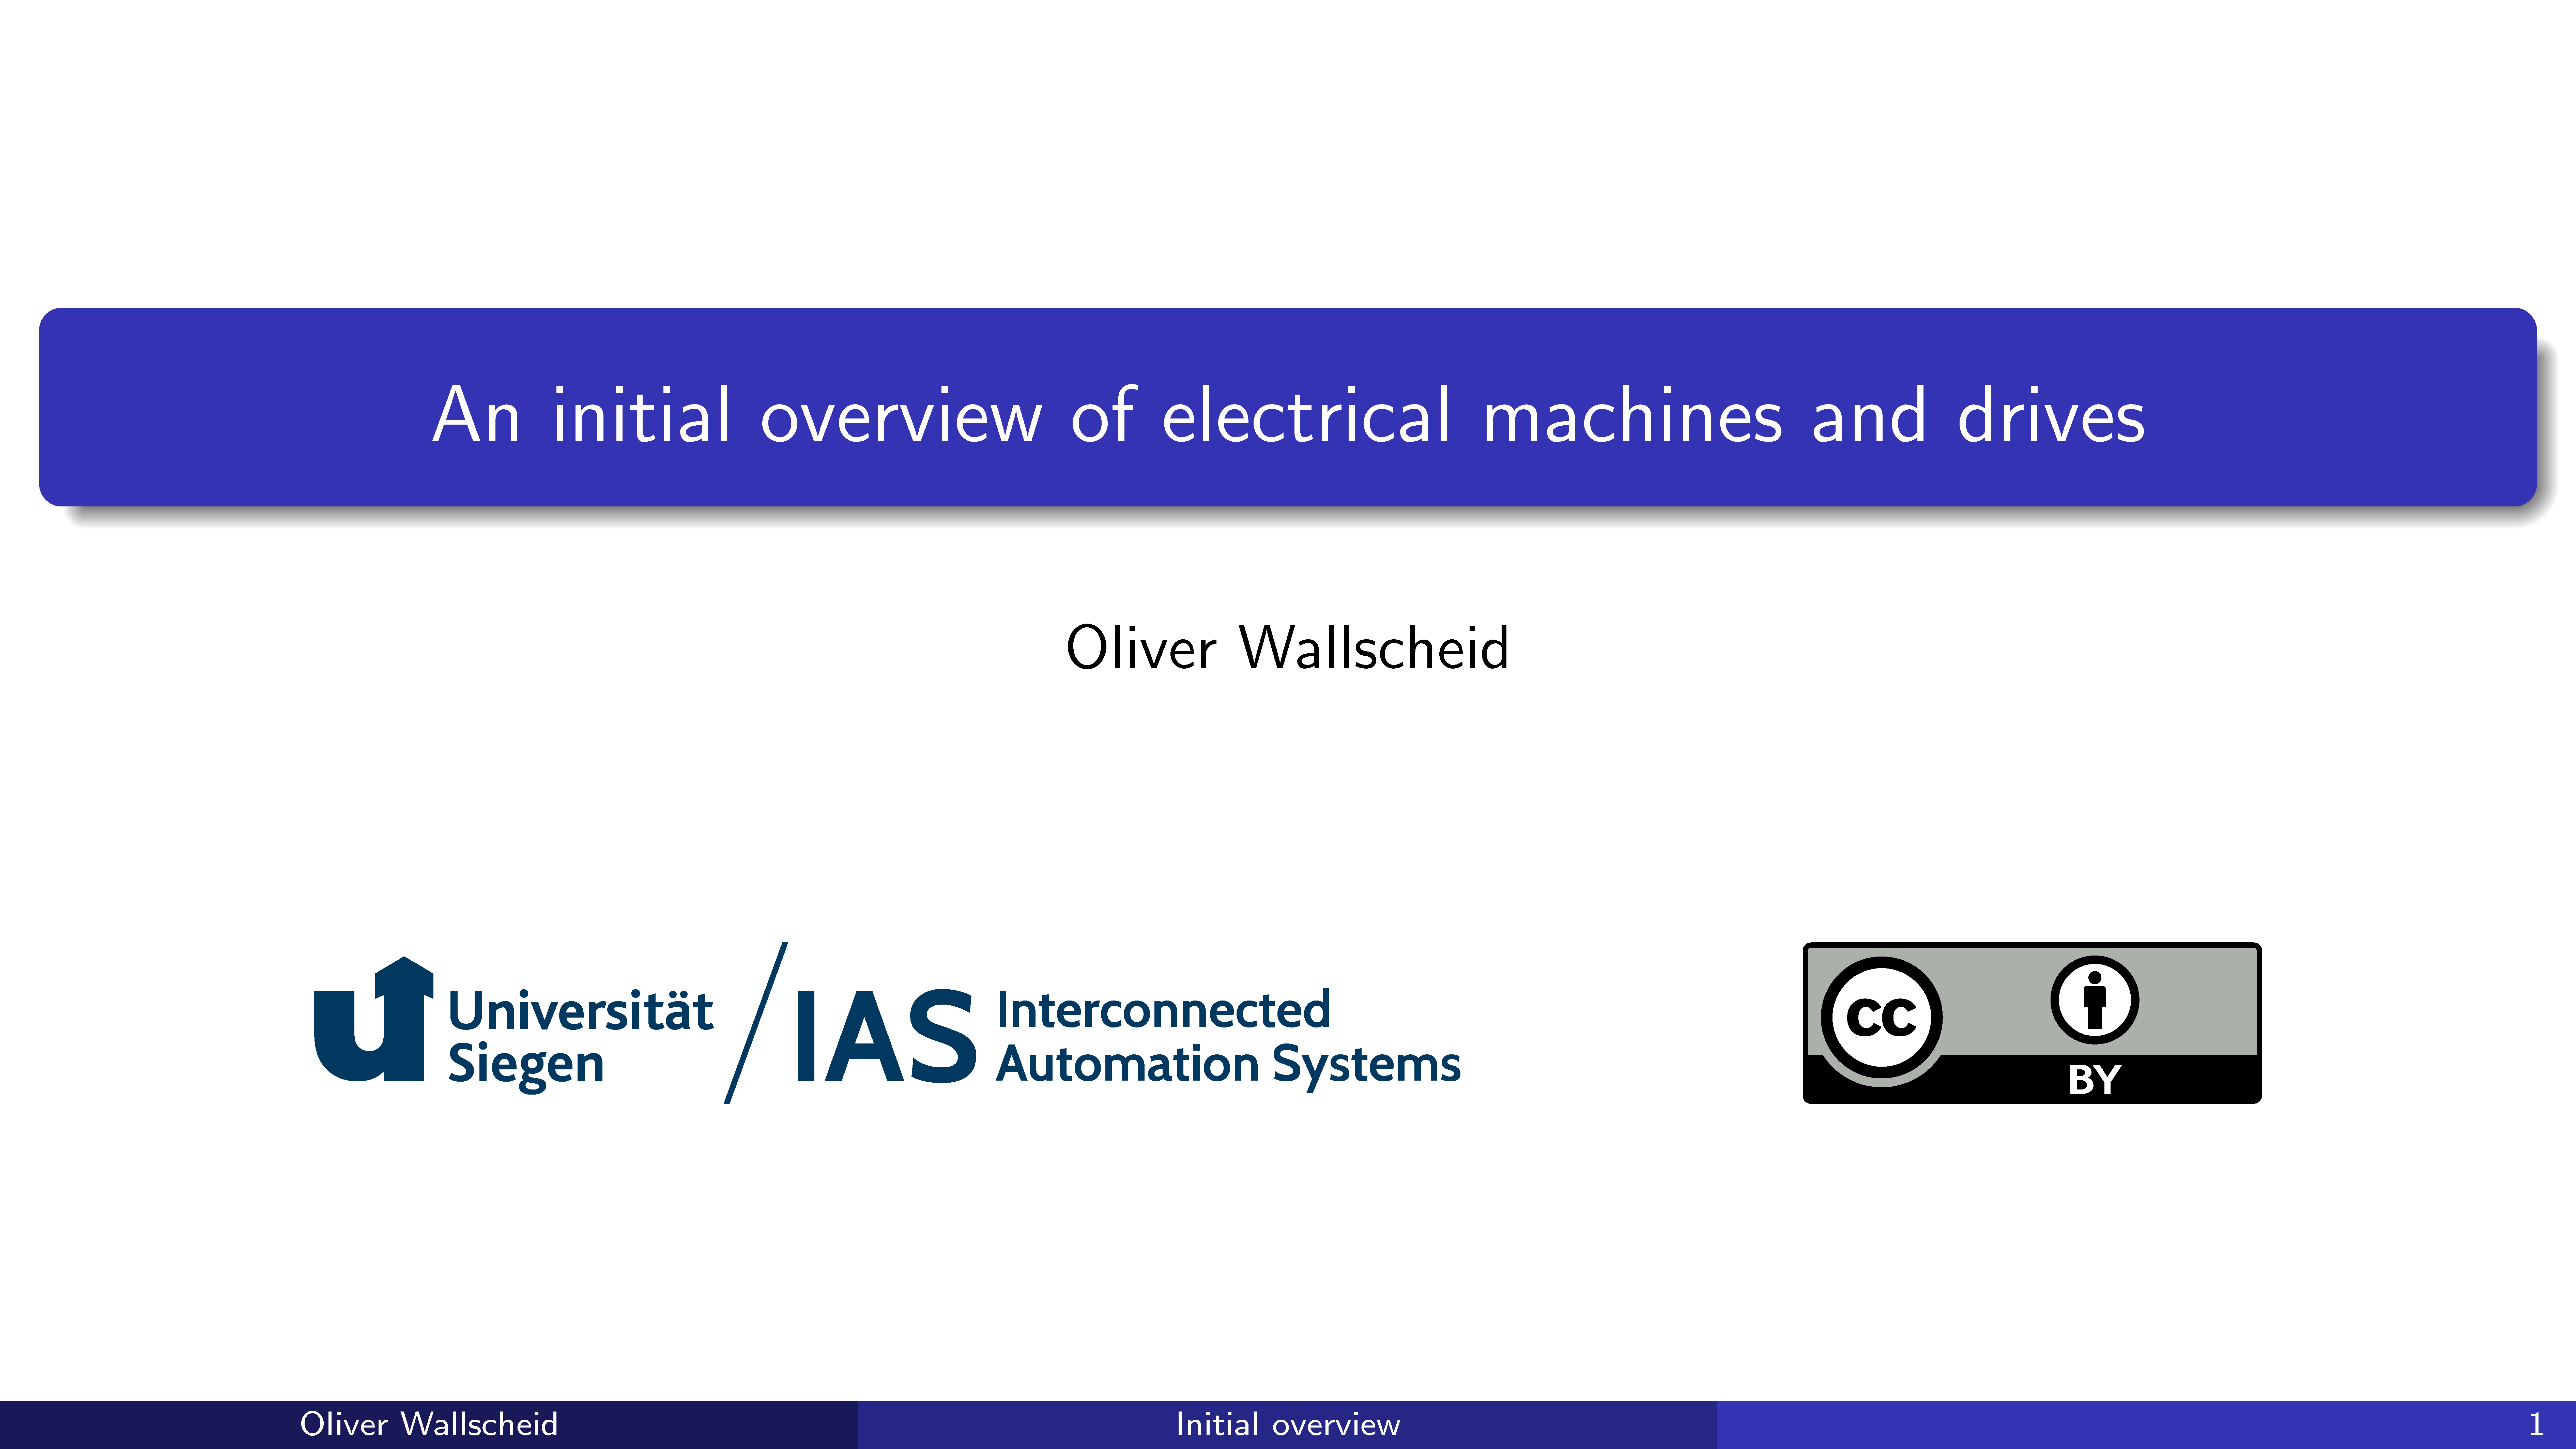 An initial overview of electrical machines and drives
Oliver Wallscheid
Universität
Siegen
IAS
Interconnected
Automation Systems
cc
BY
Oliver Wallscheid
Initial overview
1